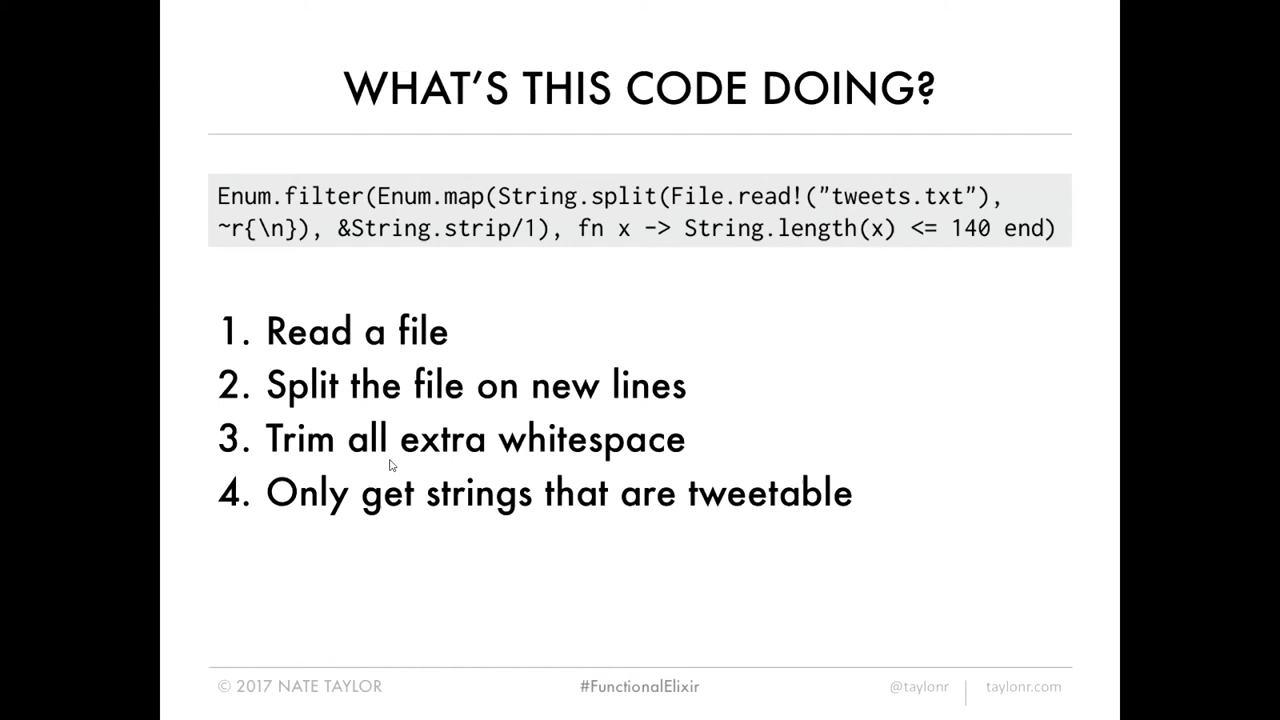 WHAT'S THIS CODE DOING?
Enum.filter(Enum.map(String.split(File.read!("tweets.txt"),
~r{\n}), &String.strip/1), fn x -> String.length(x) <= 140 end)
1. Read a file
2. Split the file on new lines
3. Trim all extra whitespace
4. Only get strings that are tweetable
© 2017 NATE TAYLOR #FunctionalElixir @taylonr taylonr.com